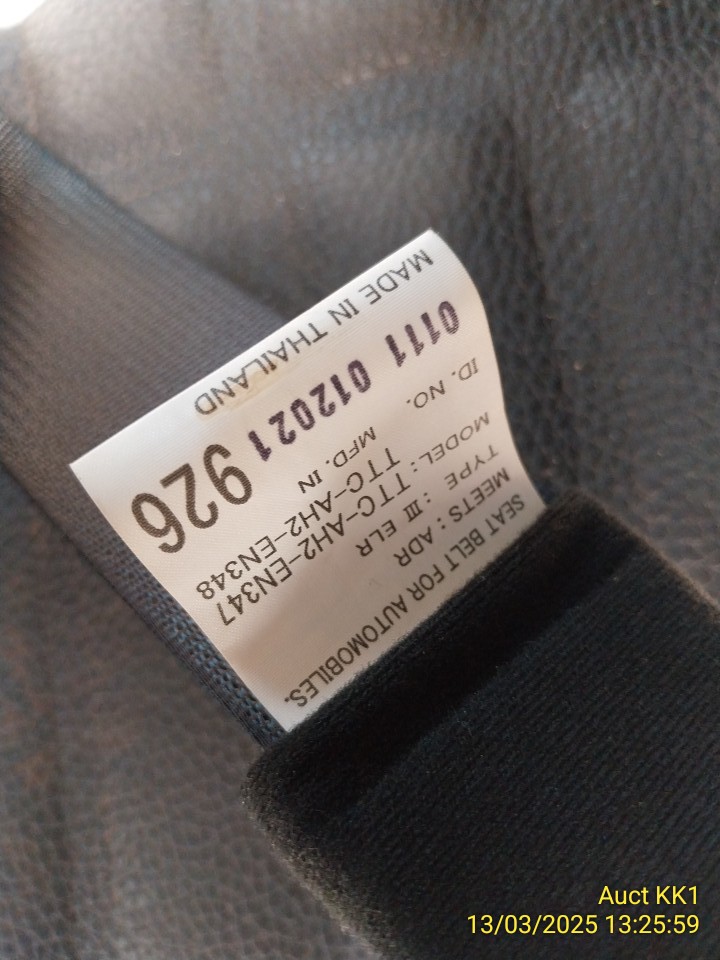 SEAT BELT FOR AUTOMOBILES.
MEETS : ADR
TYPE : III ELR
MODEL : TTC-AH2-EN347
TTC-AH2-EN348
MFD. IN
ID. NO.
926
0111 012021
MADE IN THAILAND
Auct KK1
13/03/2025 13:25:59